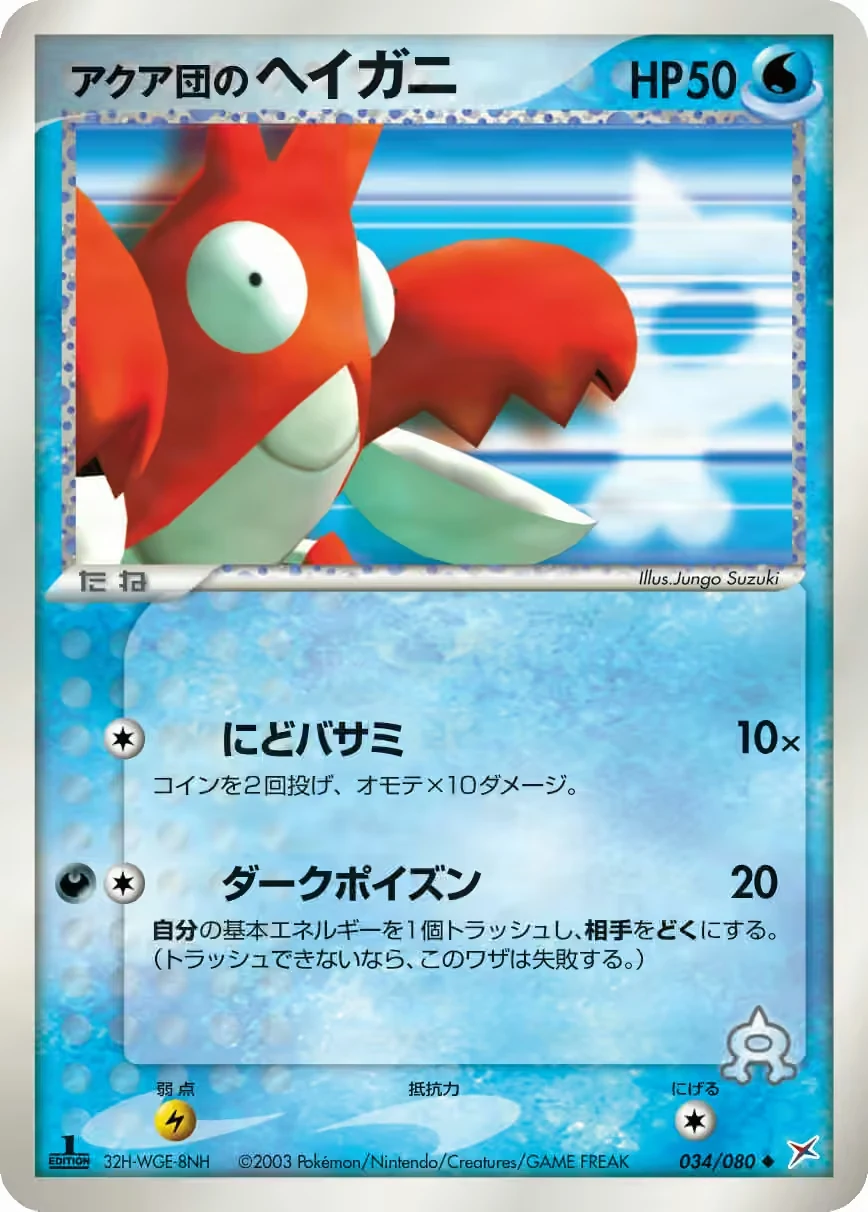 アクア団のヘイガニ HP50
たね
Illus.Jungo Suzuki
にどバサミ 10×
コインを2回投げ、オモテ×10ダメージ。
ダークポイズン 20
自分の基本エネルギーを1個トラッシュし、相手をどくにする。
（トラッシュできないなら、このワザは失敗する。）
弱点 抵抗力 にげる
1 EDITION 32H-WGE-8NH ©2003 Pokémon/Nintendo/Creatures/GAME FREAK 034/080 ◆